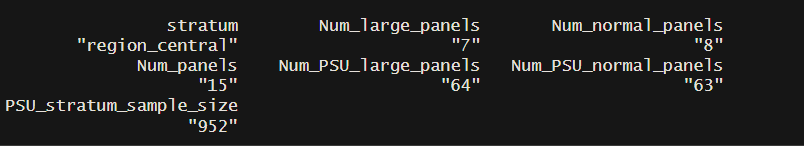 stratum Num_large_panels Num_normal_panels
"region_central" "7" "8"
Num_panels Num_PSU_large_panels Num_PSU_normal_panels
"15" "64" "63"
PSU_stratum_sample_size
"952"